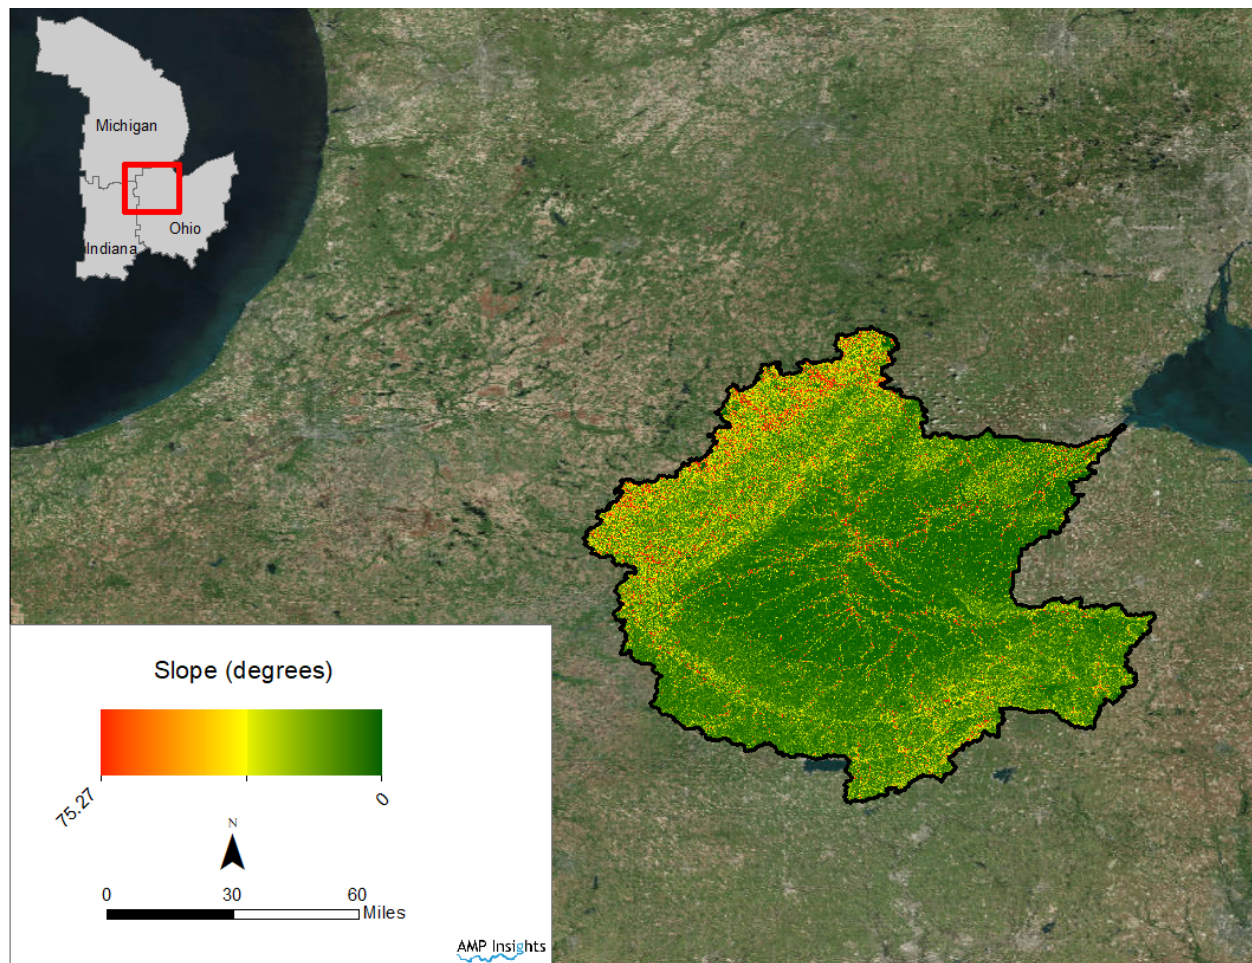 Michigan
Ohio
Indiana
Slope (degrees)
75.27
0
N
0
30
60
Miles
AMP Insights